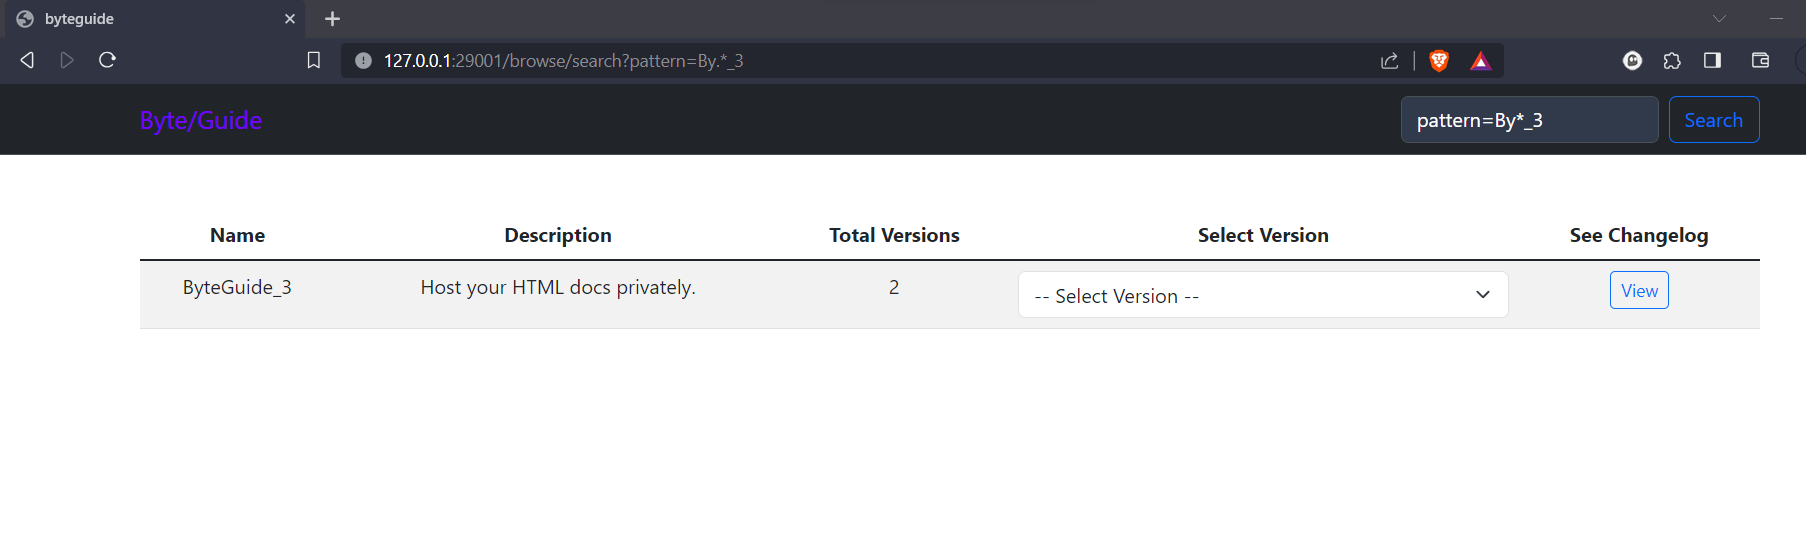 byteguide
127.0.0.1:29001/browse/search?pattern=By.*_3
Byte/Guide
pattern=By*_3
Search
Name Description Total Versions Select Version See Changelog
ByteGuide_3 Host your HTML docs privately. 2 -- Select Version -- View